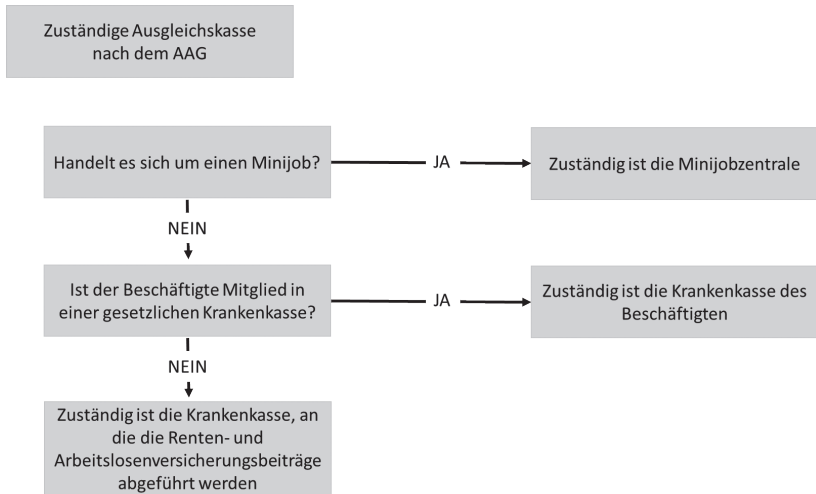 Zuständige Ausgleichskasse
nach dem AAG
Handelt es sich um einen Minijob?
JA
Zuständig ist die Minijobzentrale
NEIN
Ist der Beschäftigte Mitglied in
einer gesetzlichen Krankenkasse?
JA
Zuständig ist die Krankenkasse des
Beschäftigten
NEIN
Zuständig ist die Krankenkasse, an
die die Renten- und
Arbeitslosenversicherungsbeiträge
abgeführt werden